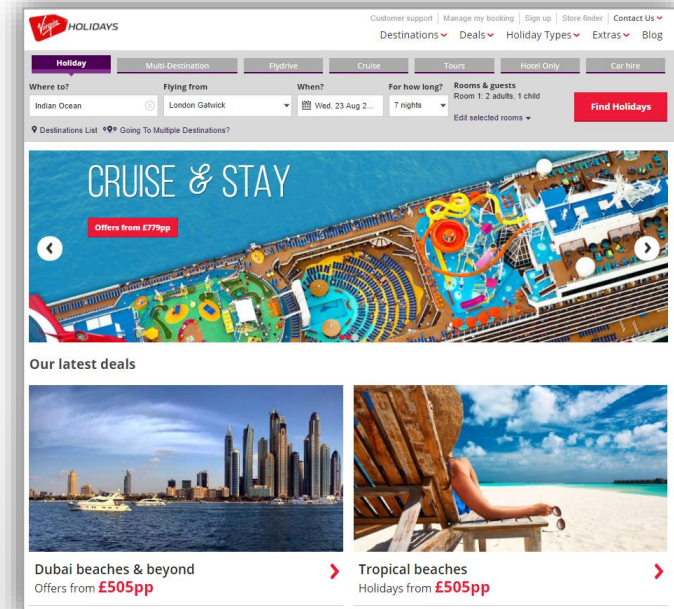 Virgin HOLIDAYS
Customer support Manage my booking Sign up Store finder Contact Us
Destinations Deals Holiday Types Extras Blog
Holiday Multi-Destination Flydrive Cruise Tours Hotel Only Car hire
Where to? Flying from When? For how long? Rooms & guests
Room 1: 2 adults, 1 child
Indian Ocean London Gatwick Wed, 23 Aug 2... 7 nights
Edit selected rooms
Find Holidays
Destinations List Going To Multiple Destinations?
CRUISE & STAY
Offers from £779pp
Our latest deals
Dubai beaches & beyond
Offers from £505pp
Tropical beaches
Holidays from £505pp